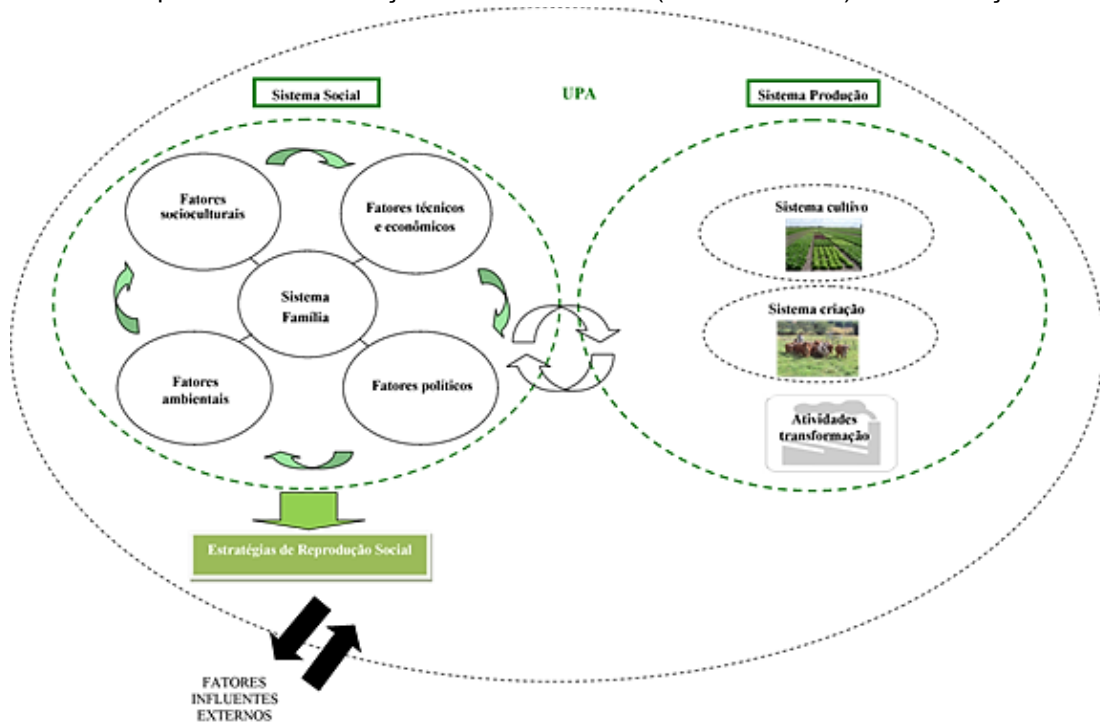 Sistema Social
UPA
Sistema Produção
Fatores
socioculturais
Fatores técnicos
e econômicos
Sistema
Família
Fatores
ambientais
Fatores políticos
Sistema cultivo
Sistema criação
Atividades
transformação
Estratégias de Reprodução Social
FATORES
INFLUENTES
EXTERNOS